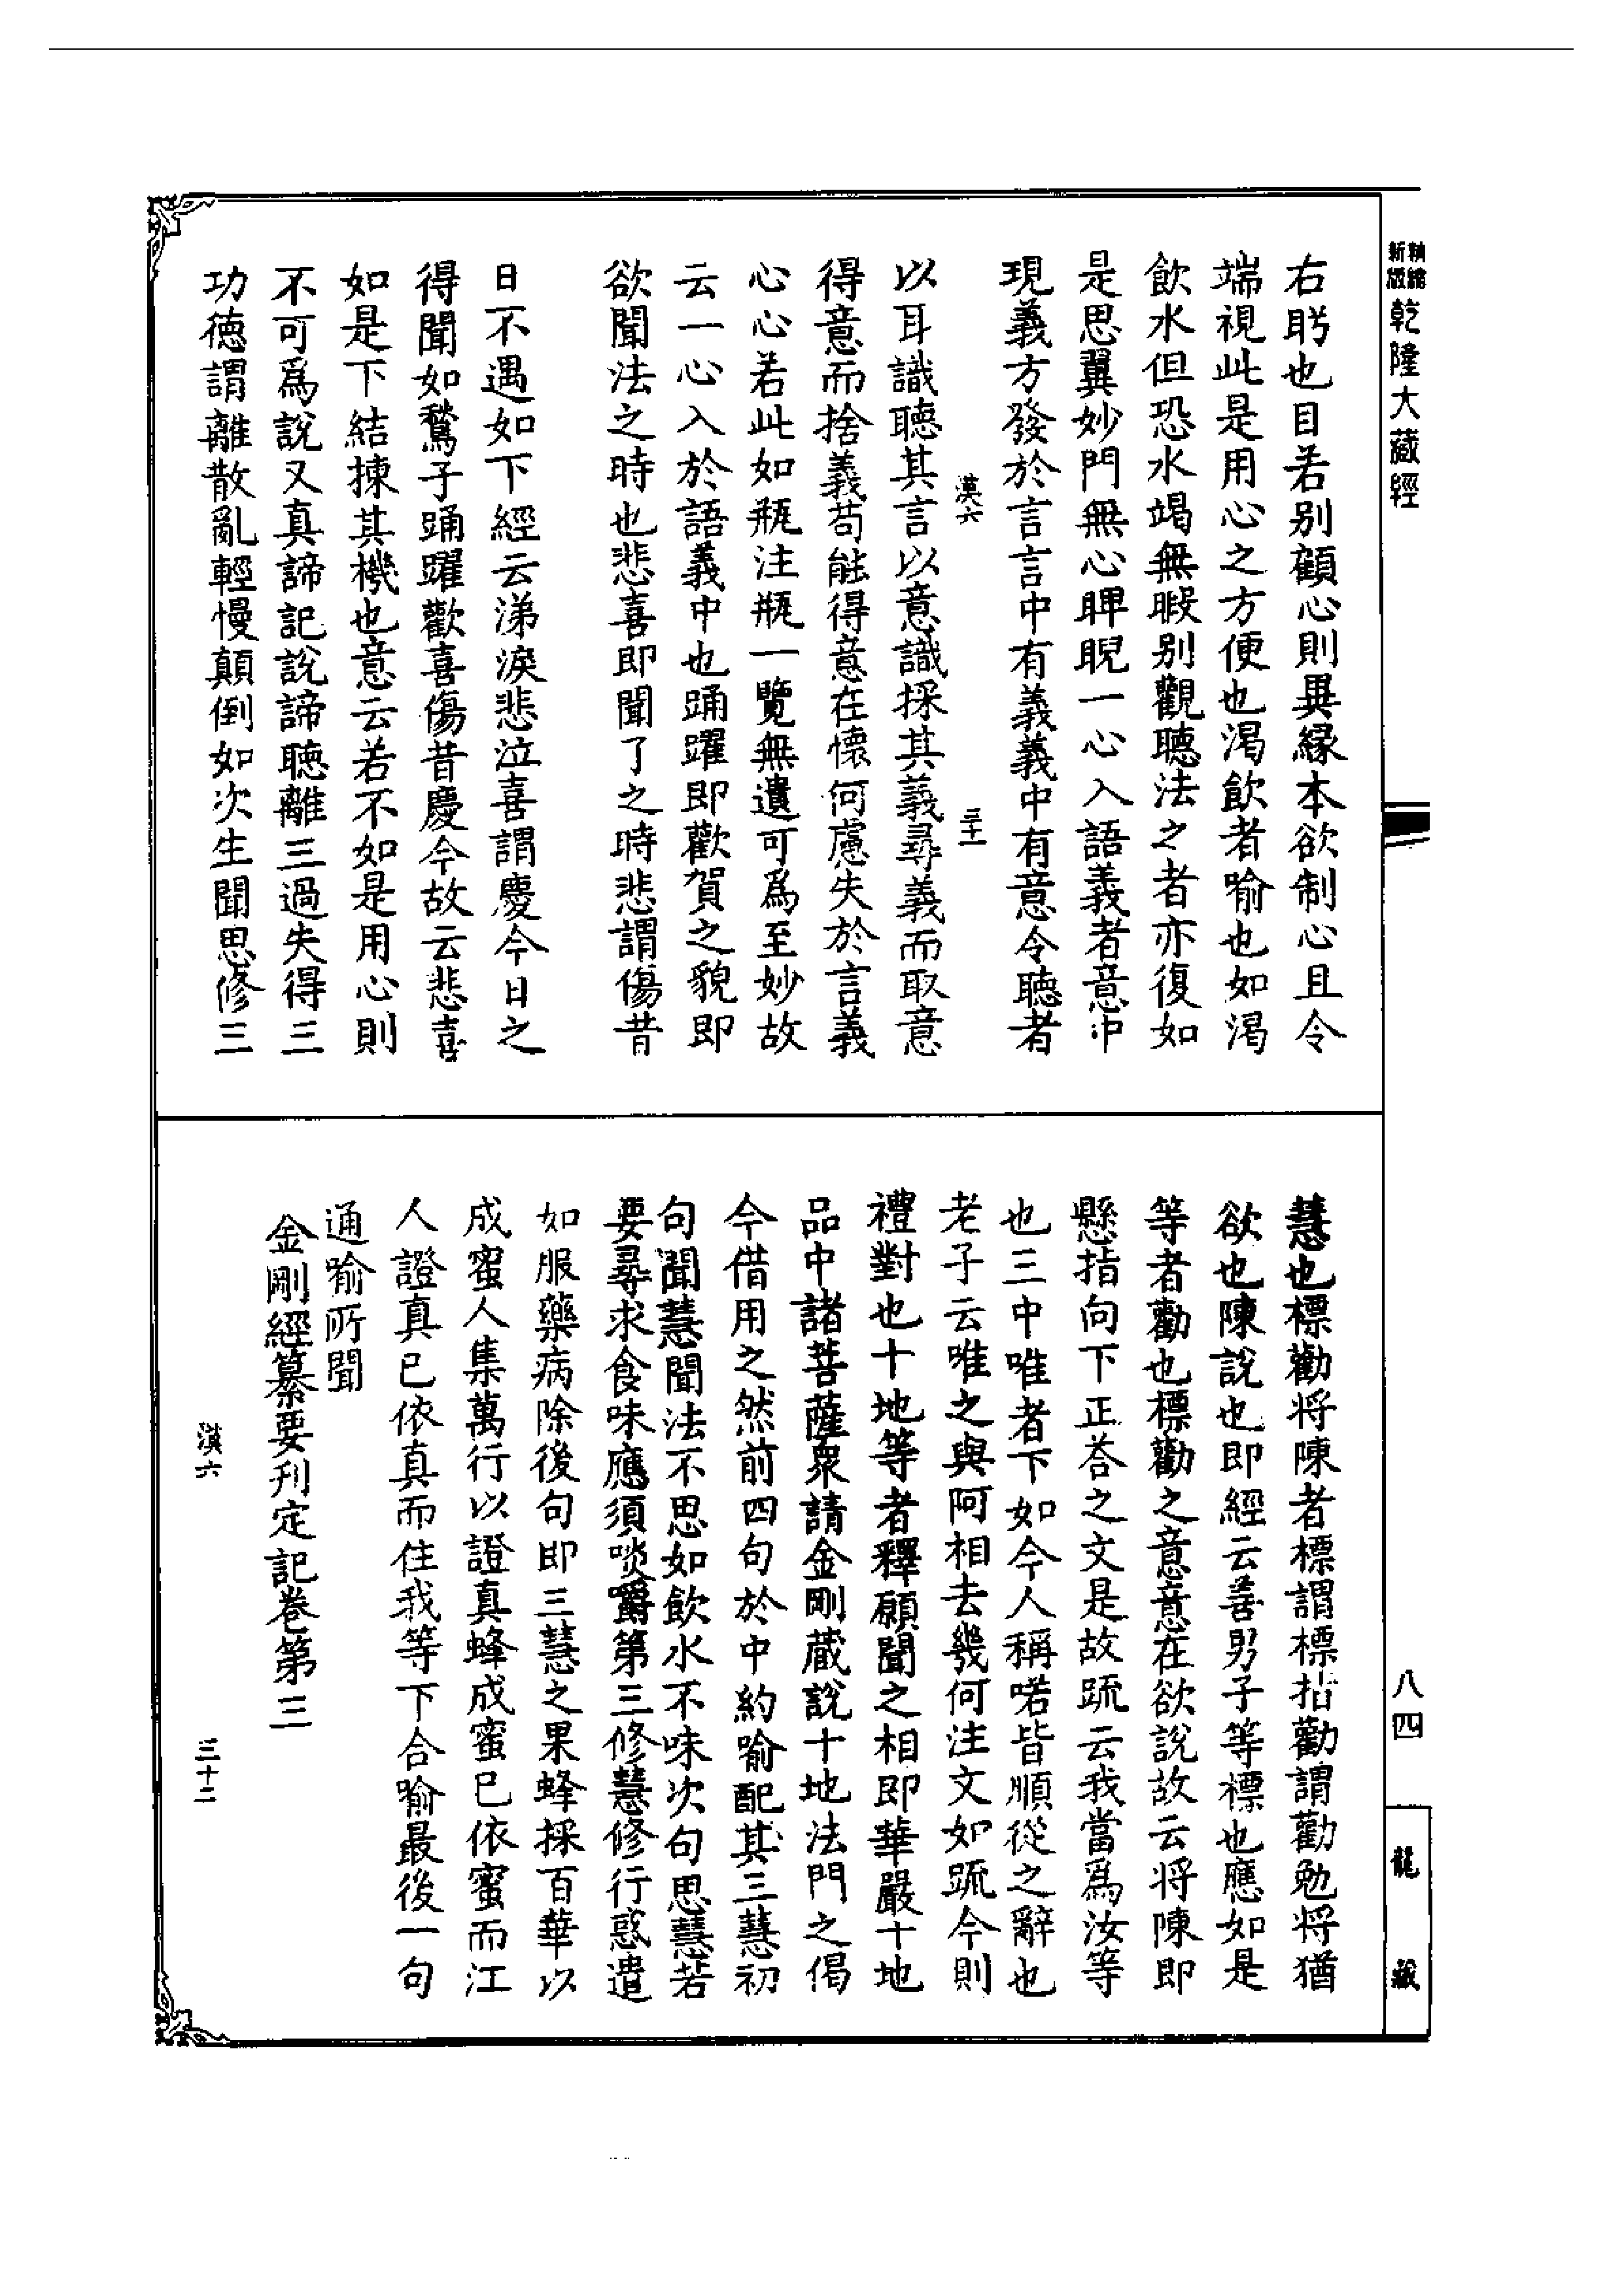 新精版縮 乾隆大藏經
右眄也目若別顧心則異緣本欲制心且令
端視此是用心之方便也渴飲者喻也如渴
飲水但恐水竭無暇別觀聽法之者亦復如
是思翼妙門無心睥睨一心入語義者意中
現義方發於言言中有義義中有意令聽者
漢六 三十一
以耳識聽其言以意識採其義尋義而取意
得意而捨義苟能得意在懷何慮失於言義
心心若此如瓶注瓶一覽無遺可為至妙故
云一心入於語義中也踊躍即歡賀之貌即
欲聞法之時也悲喜即聞了之時悲謂傷昔
日不遇如下經云涕淚悲泣喜謂慶今日之
得聞如鶖子踊躍歡喜傷昔慶今故云悲喜
如是下結揀其機也意云若不如是用心則
不可為說又真諦記說諦聽離三過失得三
功德謂離散亂輕慢顛倒如次生聞思修三
慧也標勸將陳者標謂標指勸謂勸勉將猶
欲也陳說也即經云善男子等標也應如是
等者勸也標勸之意意在欲說故云將陳即
懸指向下正荅之文是故疏云我當為汝等
也三中唯者下如今人稱喏皆順從之辭也
老子云唯之與阿相去幾何注文如疏今則
禮對也十地等者釋願聞之相即華嚴十地
品中諸菩薩衆請金剛藏說十地法門之偈
今借用之然前四句於中約喻配其三慧初
句聞慧聞法不思如飲水不味次句思慧若
要尋求食味應須啖嚼第三修慧修行惑遣
如服藥病除後句即三慧之果蜂採百華以
成蜜人集萬行以證真蜂成蜜已依蜜而住
人證真已依真而住我等下合喻最後一句
通喻所聞
金剛經纂要刊定記卷第三
漢六 三十二
八四
龍藏